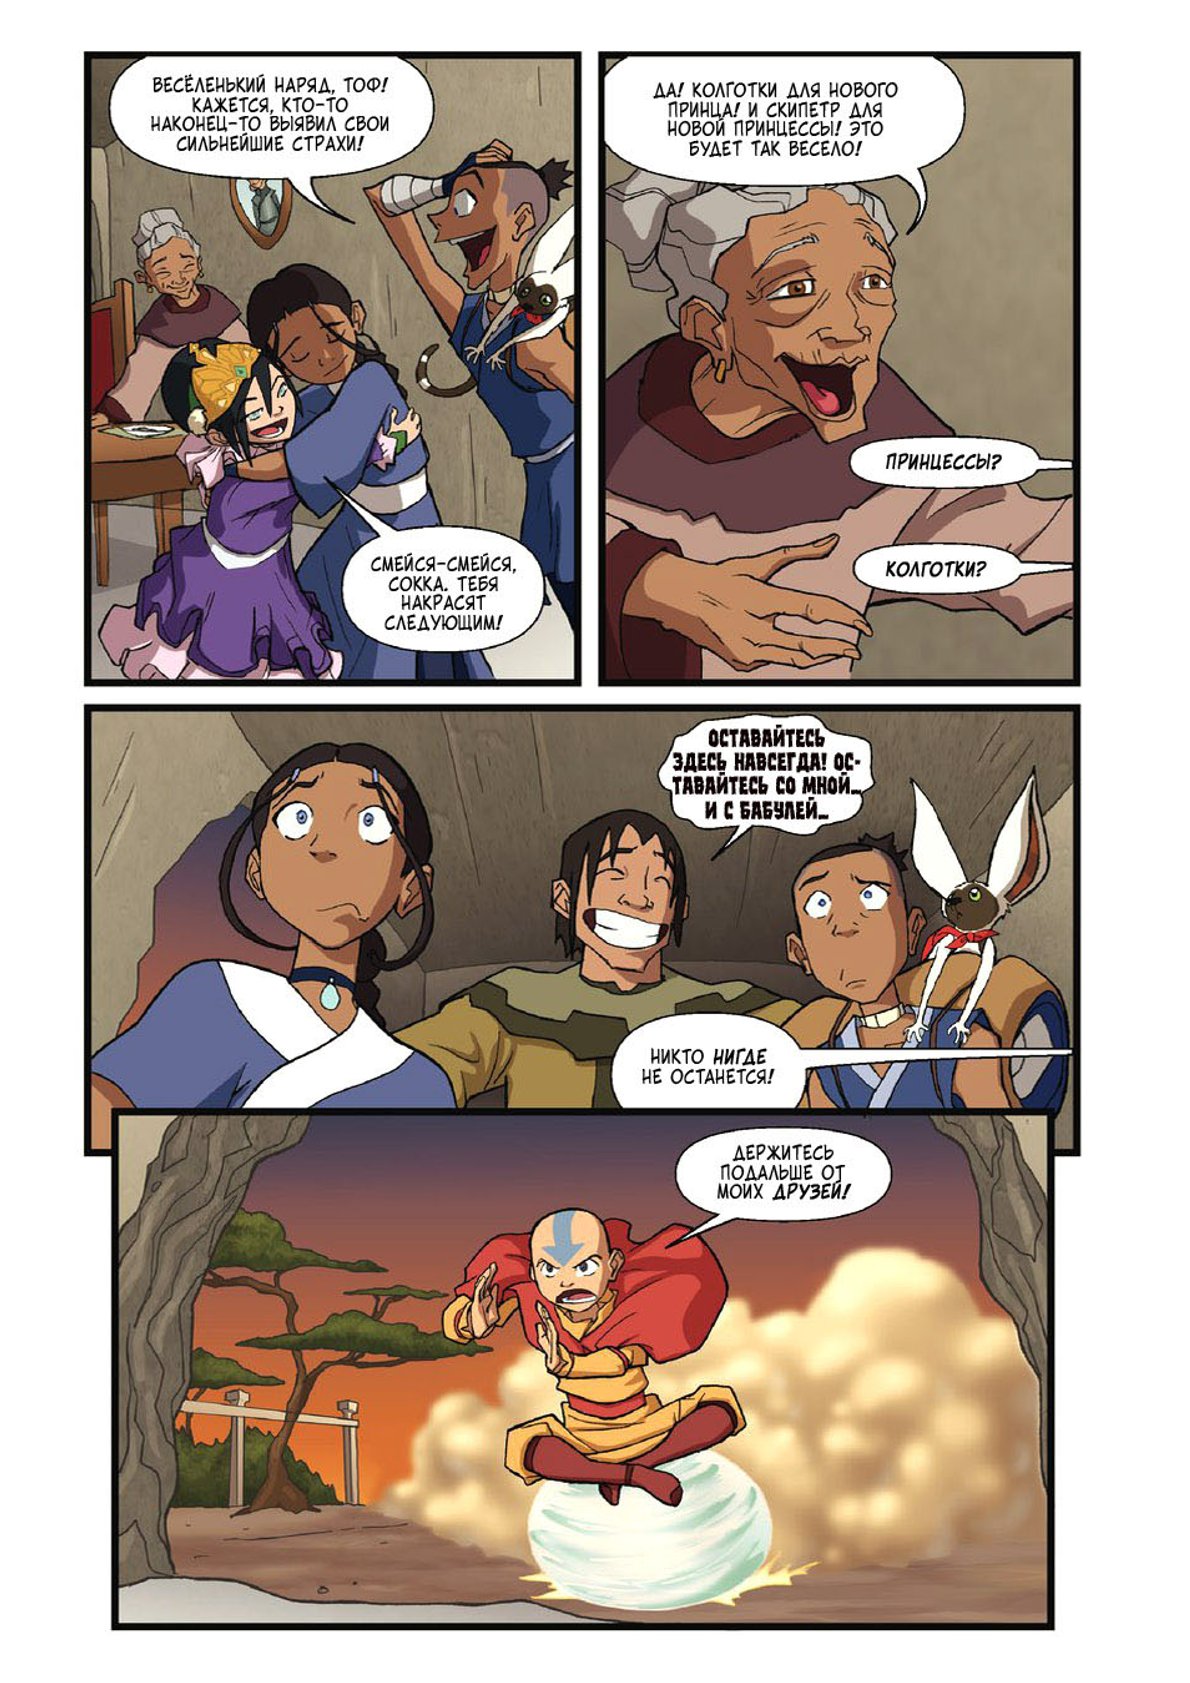 ВЕСЁЛЕНЬКИЙ НАРЯД, ТОФ!
КАЖЕТСЯ, КТО-ТО
НАКОНЕЦ-ТО ВЫЯВИЛ СВОИ
СИЛЬНЕЙШИЕ СТРАХИ!
СМЕЙСЯ-СМЕЙСЯ,
СОККА. ТЕБЯ
НАКРАСЯТ
СЛЕДУЮЩИМ!
ДА! КОЛГОТКИ ДЛЯ НОВОГО
ПРИНЦА! И СКИПЕТР ДЛЯ
НОВОЙ ПРИНЦЕССЫ! ЭТО
БУДЕТ ТАК ВЕСЕЛО!
ПРИНЦЕССЫ?
КОЛГОТКИ?
ОСТАВАЙТЕСЬ
ЗДЕСЬ НАВСЕГДА! ОС-
ТАВАЙТЕСЬ СО МНОЙ...
И С БАБУЛЕЙ...
НИКТО НИГДЕ
НЕ ОСТАНЕТСЯ!
ДЕРЖИТЕСЬ
ПОДАЛЬШЕ ОТ
МОИХ ДРУЗЕЙ!